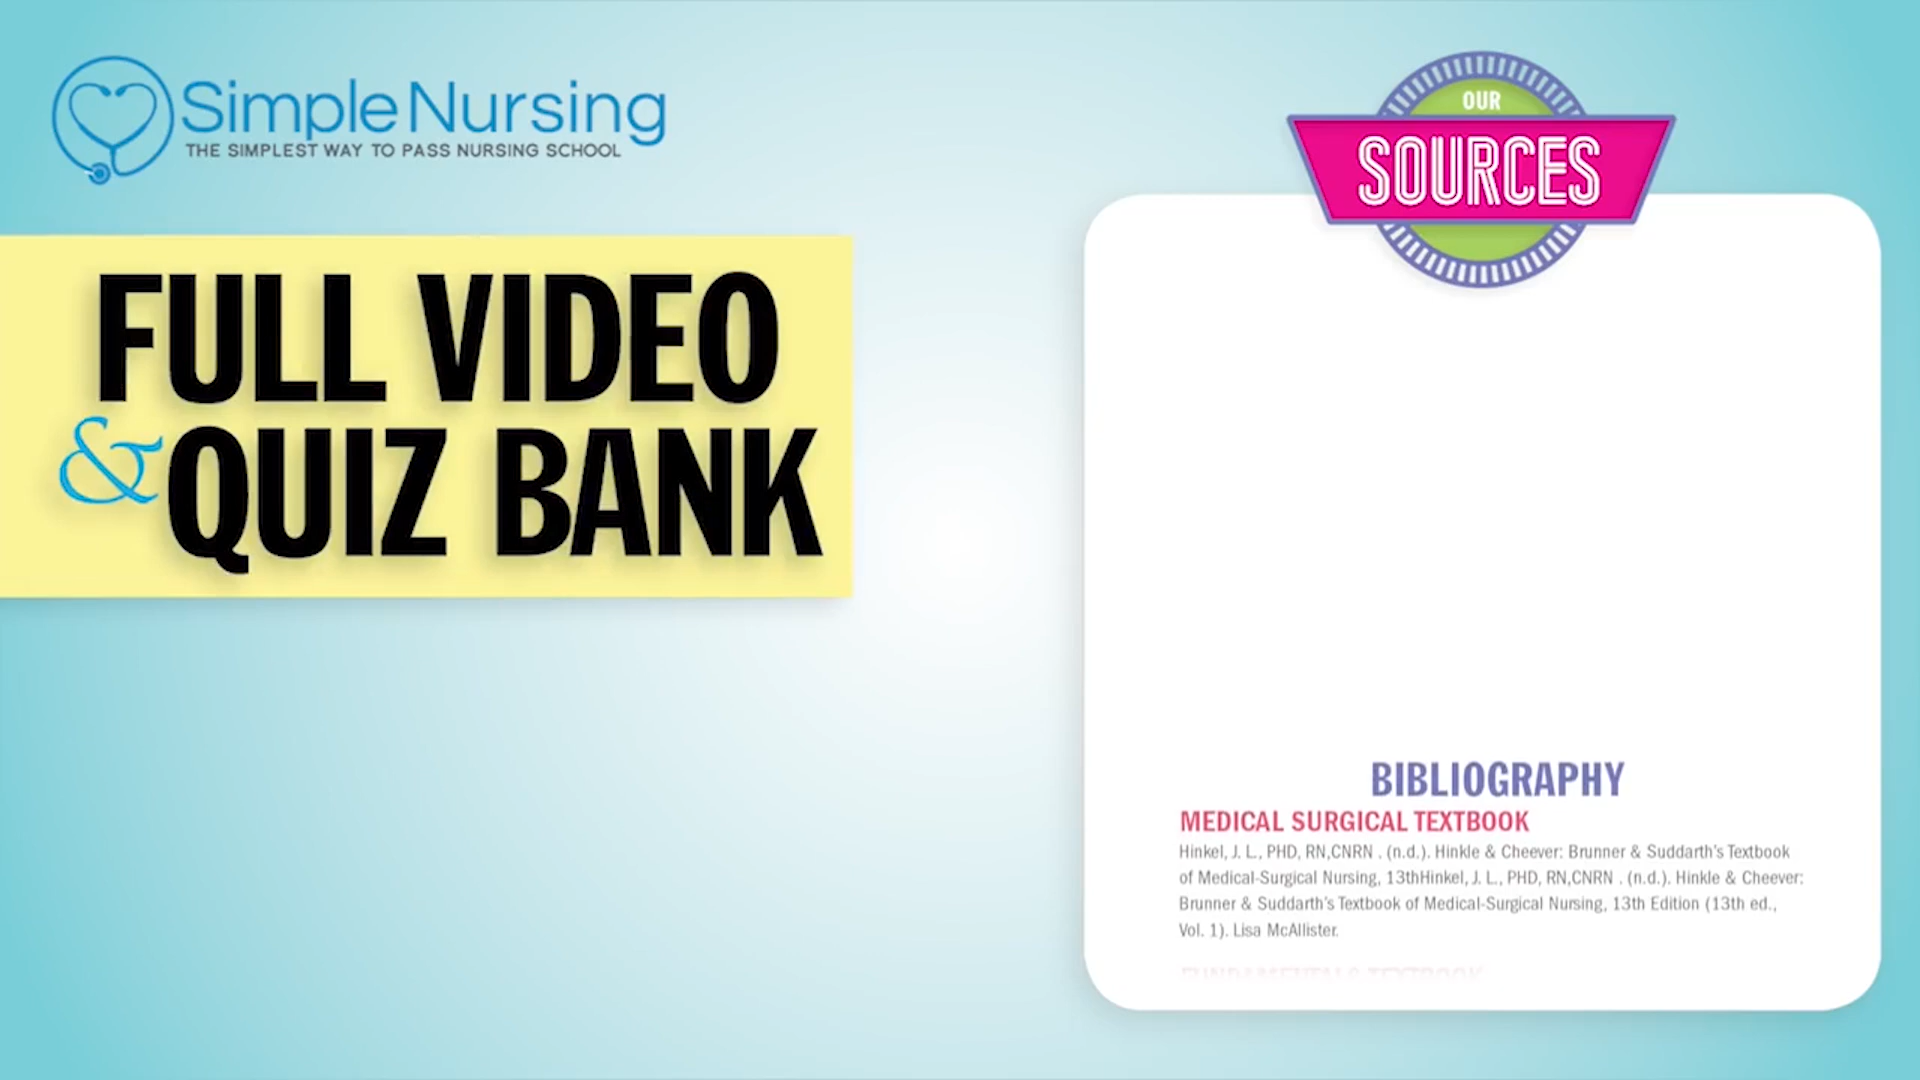 SimpleNursing
THE SIMPLEST WAY TO PASS NURSING SCHOOL
FULL VIDEO
& QUIZ BANK
OUR
SOURCES
BIBLIOGRAPHY
MEDICAL SURGICAL TEXTBOOK
Hinkel, J. L., PHD, RN,CNRN . (n.d.). Hinkle & Cheever: Brunner & Suddarth's Textbook
of Medical-Surgical Nursing, 13thHinkel, J. L., PHD, RN,CNRN . (n.d.). Hinkle & Cheever:
Brunner & Suddarth's Textbook of Medical-Surgical Nursing, 13th Edition (13th ed.,
Vol. 1). Lisa McAllister.